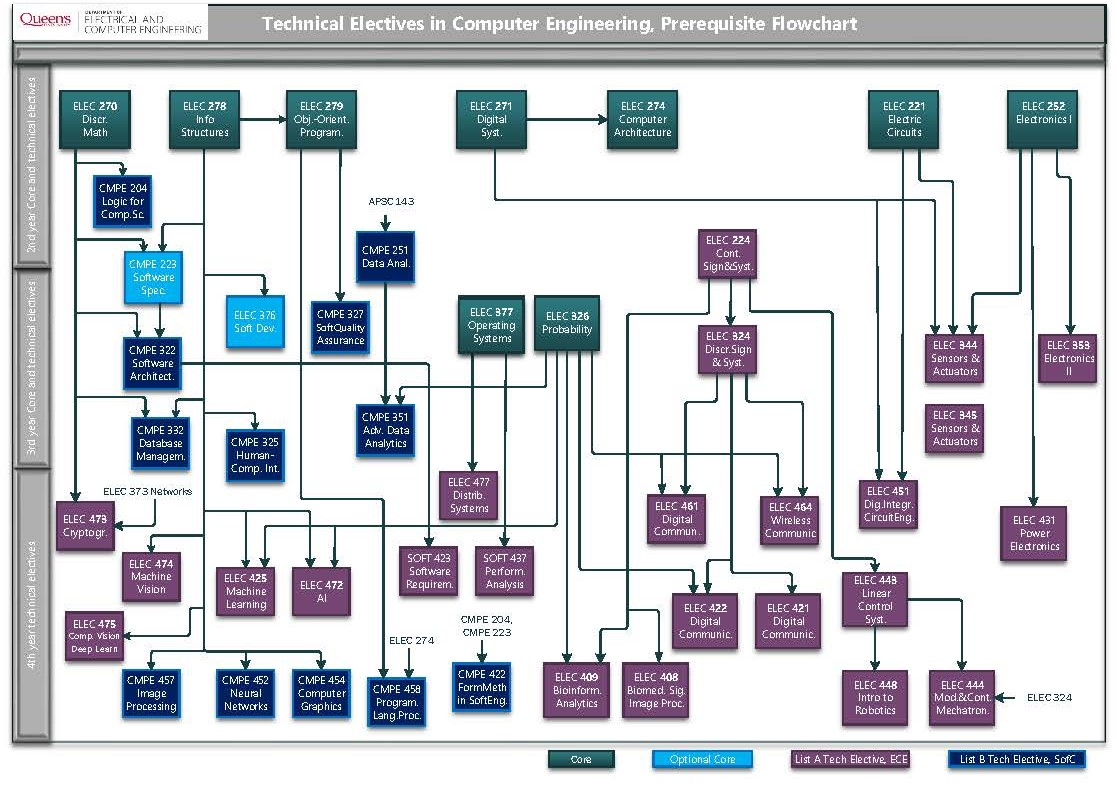 Queen's
DEPARTMENT OF
ELECTRICAL AND
COMPUTER ENGINEERING
Technical Electives in Computer Engineering, Prerequisite Flowchart
2nd year Core and technical electives
3rd year Core and technical electives
4th year technical electives
ELEC 270
Discr.
Math
ELEC 278
Info
Structures
ELEC 279
Obj.-Orient.
Program.
ELEC 271
Digital
Syst.
ELEC 274
Computer
Architecture
ELEC 221
Electric
Circuits
ELEC 252
Electronics I
CMPE 204
Logic for
Comp.Sc.
APSC 143
CMPE 251
Data Anal.
ELEC 224
Cont.
Sign&Syst.
CMPE 223
Software
Spec.
ELEC 376
Soft Dev.
CMPE 327
SoftQuality
Assurance
ELEC 377
Operating
Systems
ELEC 326
Probability
ELEC 324
Discr.Sign
& Syst.
ELEC 344
Sensors &
Actuators
ELEC 353
Electronics
II
CMPE 322
Software
Architect.
CMPE 332
Database
Managem.
CMPE 325
Human-
Comp. Int.
CMPE 351
Adv. Data
Analytics
ELEC 345
Sensors &
Actuators
ELEC 373 Networks
ELEC 473
Cryptogr.
ELEC 477
Distrib.
Systems
ELEC 461
Digital
Commun.
ELEC 464
Wireless
Communic
ELEC 451
Dig.Integr.
CircuitEng.
ELEC 431
Power
Electronics
ELEC 474
Machine
Vision
ELEC 425
Machine
Learning
ELEC 472
AI
SOFT 423
Software
Requirem.
SOFT 437
Perform.
Analysis
ELEC 443
Linear
Control
Syst.
ELEC 475
Comp. Vision
Deep Learn
ELEC 274
CMPE 204,
CMPE 223
ELEC 422
Digital
Communic.
ELEC 421
Digital
Communic.
CMPE 457
Image
Processing
CMPE 452
Neural
Networks
CMPE 454
Computer
Graphics
CMPE 458
Program.
Lang.Proc.
CMPE 422
FormMeth
in SoftEng.
ELEC 409
Bioinform.
Analytics
ELEC 408
Biomed. Sig.
Image Proc.
ELEC 448
Intro to
Robotics
ELEC 444
Mod.&Cont.
Mechatron.
ELEC 324
Core
Optional Core
List A Tech Elective, ECE
List B Tech Elective, SofC